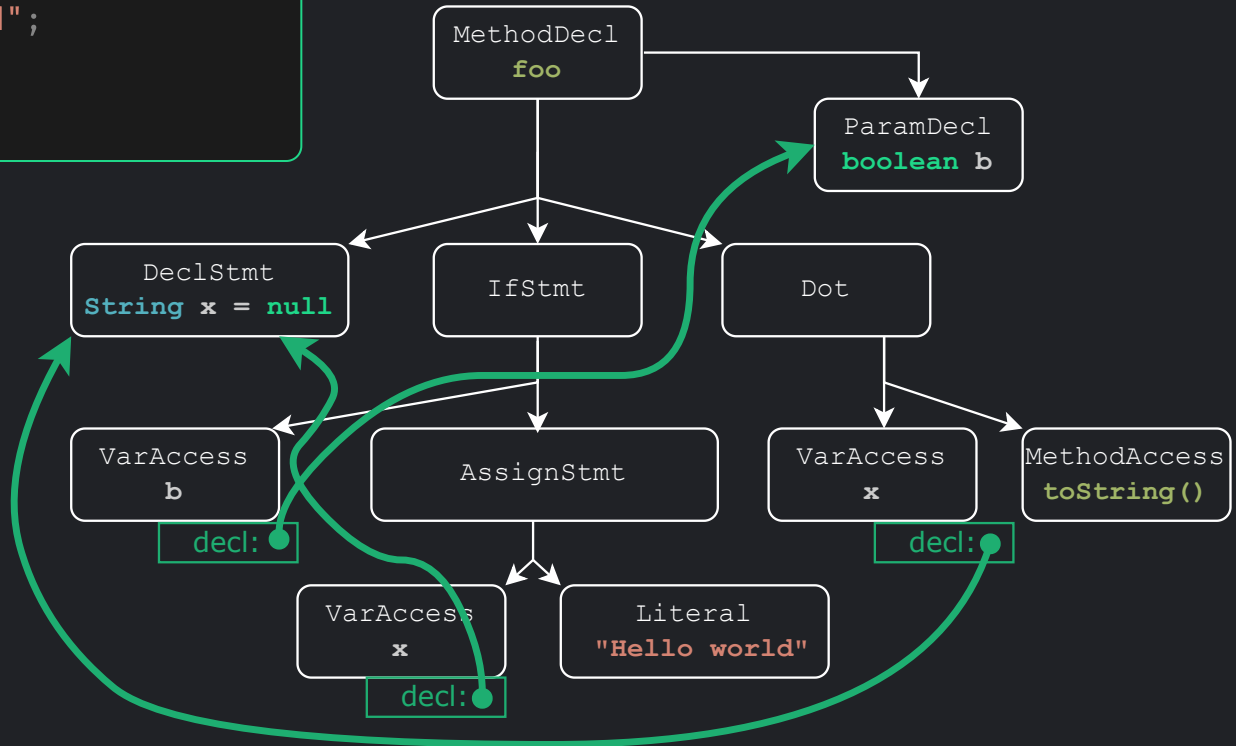 ";
MethodDecl
foo
ParamDecl
boolean b
DeclStmt
String x = null
IfStmt
Dot
VarAccess
b
decl:
AssignStmt
VarAccess
x
decl:
MethodAccess
toString()
VarAccess
x
decl:
Literal
"Hello world"